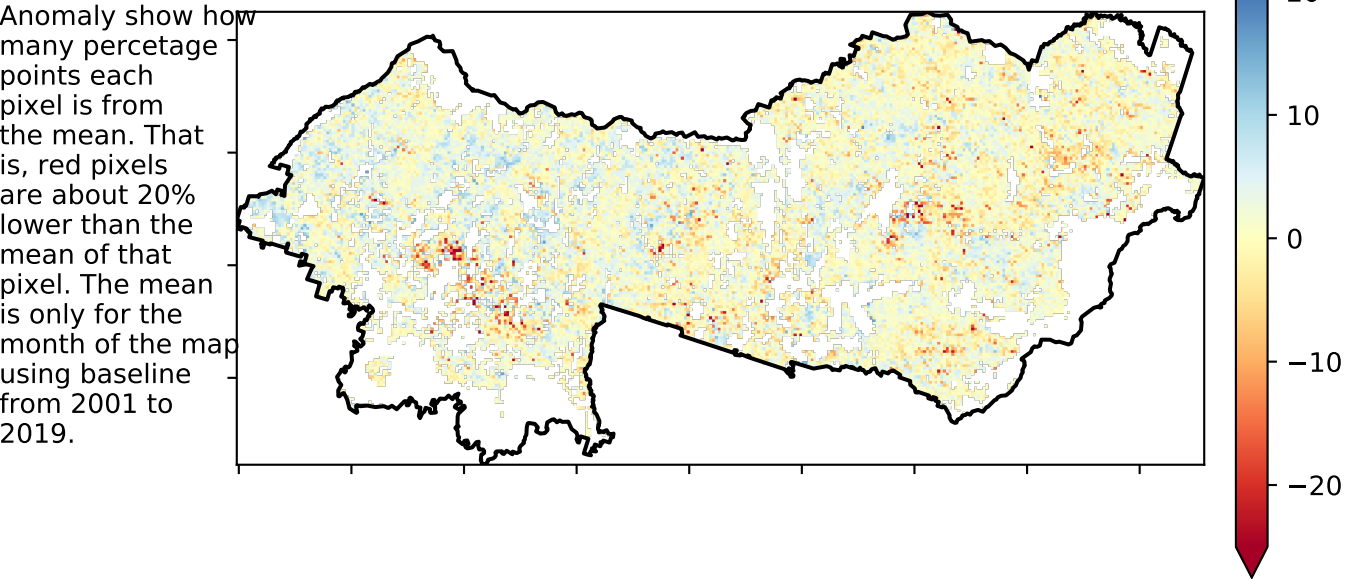 Anomaly show how
many percetage
points each
pixel is from
the mean. That
is, red pixels
are about 20%
lower than the
mean of that
pixel. The mean
is only for the
month of the map
using baseline
from 2001 to
2019.
10
0
−10
−20